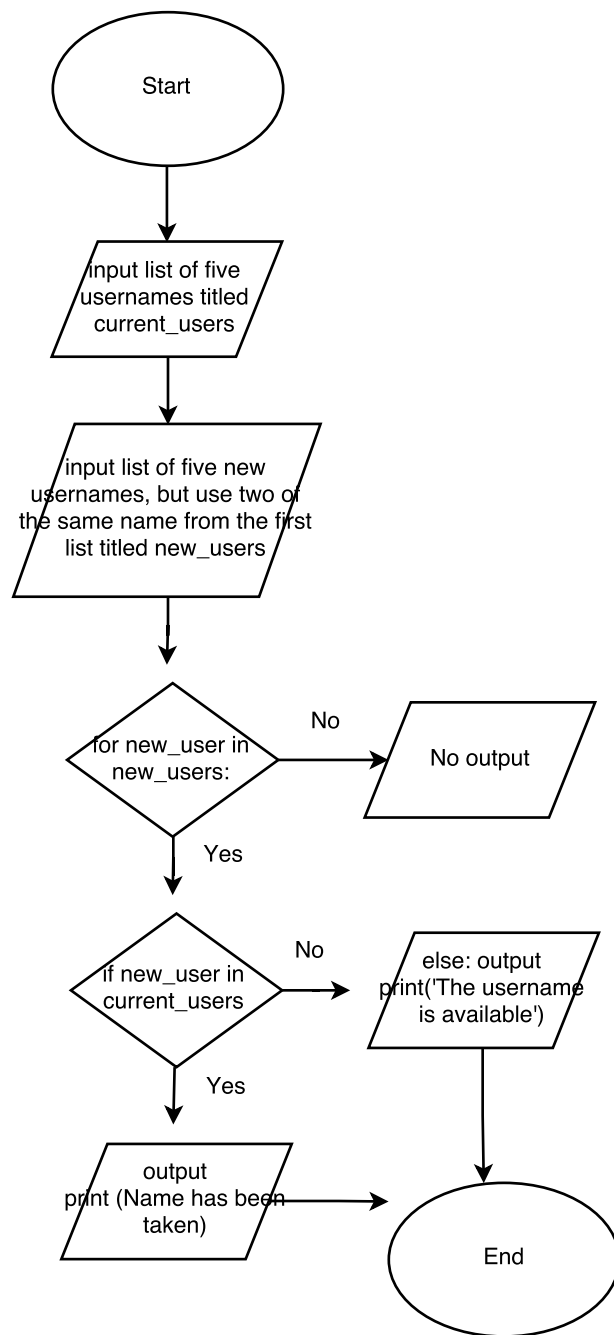 Start
input list of five
usernames titled
current_users
input list of five new
usernames, but use two of
the same name from the first
list titled new_users
for new_user in
new_users:
No
No output
Yes
if new_user in
current_users
No
else: output
print('The username
is available')
Yes
output
print (Name has been
taken)
End